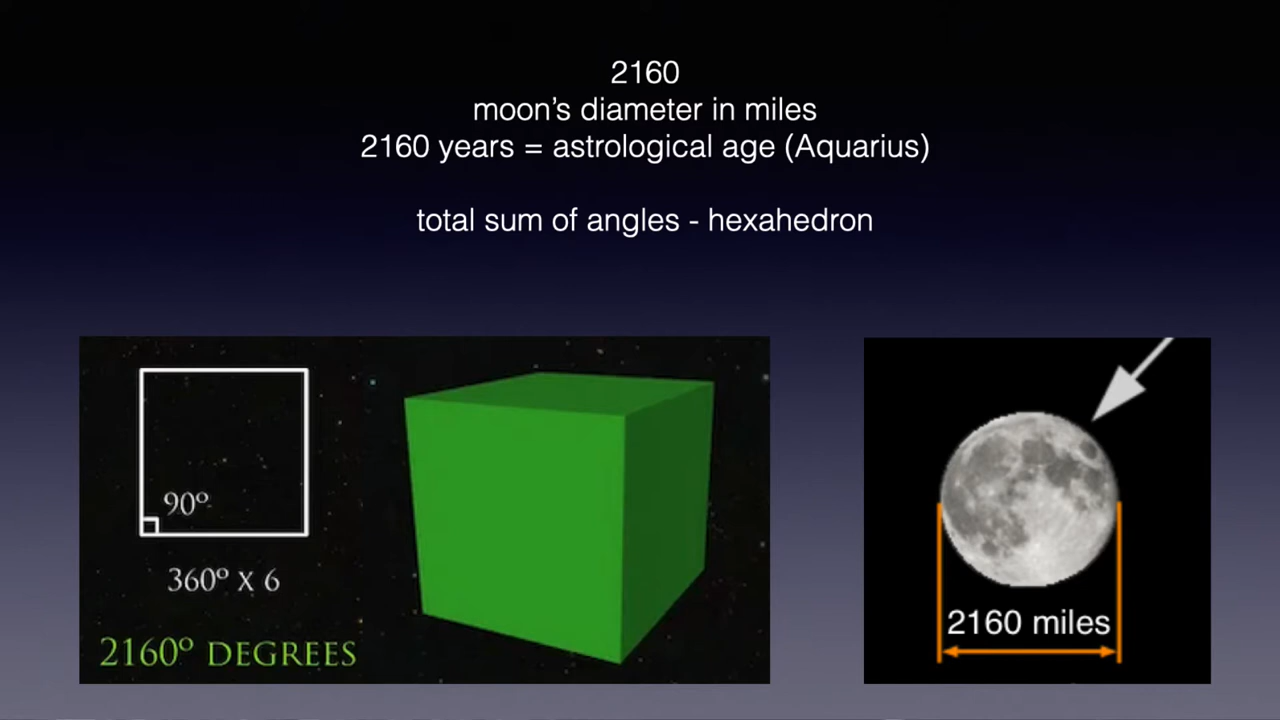 2160
moon's diameter in miles
2160 years = astrological age (Aquarius)
total sum of angles - hexahedron
90º
360º X 6
2160º DEGREES
2160 miles